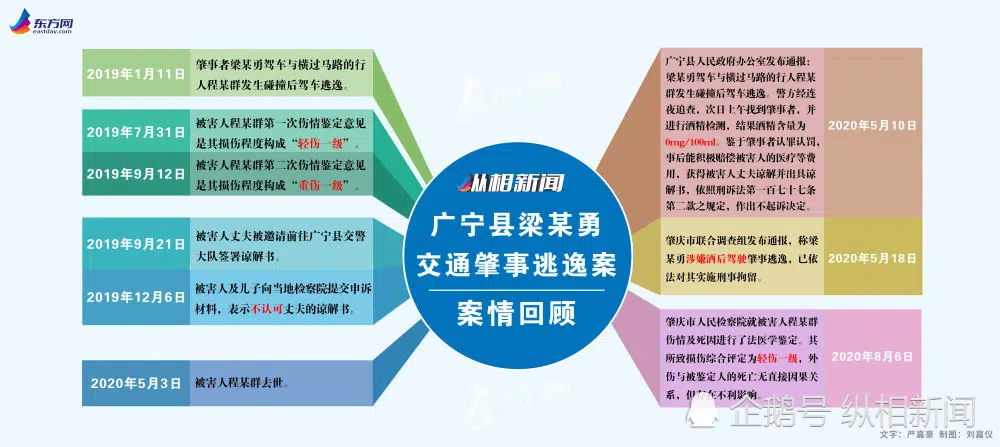 东方网
eastday.com
2019年1月11日
肇事者梁某勇驾车与横过马路的行
人程某群发生碰撞后驾车逃逸。
2019年7月31日
被害人程某群第一次伤情鉴定意见
是其损伤程度构成“轻伤一级”。
2019年9月12日
被害人程某群第二次伤情鉴定意见
是其损伤程度构成“重伤一级”。
2019年9月21日
被害人丈夫被邀请前往广宁县交警
大队签署谅解书。
2019年12月6日
被害人及儿子向当地检察院提交申诉
材料，表示不认可丈夫的谅解书。
2020年5月3日
被害人程某群去世。
纵相新闻
广宁县梁某勇
交通肇事逃逸案
案情回顾
广宁县人民政府办公室发布通报：
梁某勇驾车与横过马路的行人程某
群发生碰撞后驾车逃逸。警方经连
夜追查，次日上午找到肇事者，并
进行酒精检测，结果酒精含量为
0mg/100ml。鉴于肇事者认罪认罚，
事后能积极赔偿被害人的医疗等费
用，获得被害人丈夫谅解并出具谅
解书，依照刑诉法第一百七十七条
第二款之规定，作出不起诉决定。
2020年5月10日
肇庆市联合调查组发布通报，称梁
某勇涉嫌酒后驾驶肇事逃逸，已依
法对其实施刑事拘留。
2020年5月18日
肇庆市人民检察院就被害人程某群
伤情及死因进行了法医学鉴定。其
所致损伤综合评定为轻伤一级，外
伤与被鉴定人的死亡无直接因果关
系，但存在不利影响。
2020年8月6日
企鹅号 纵相新闻
文字：严嘉豪 制图：刘嘉仪